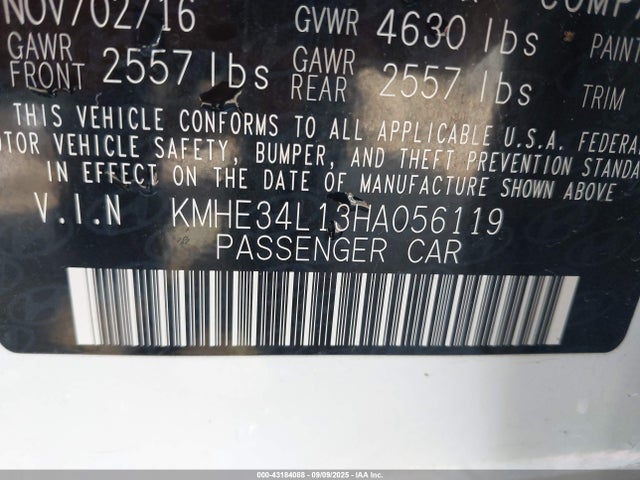 NOV/02/16 GVWR 4630 lbs PAINT
GAWR FRONT 2557 lbs GAWR REAR 2557 lbs TRIM
THIS VEHICLE CONFORMS TO ALL APPLICABLE U.S.A. FEDERAL
MOTOR VEHICLE SAFETY, BUMPER, AND THEFT PREVENTION STANDA
IN EFFECT ON THE DATE OF MANUFACTURE SHOWN ABOVE
V.I.N KMHE34L13HA056119
PASSENGER CAR
000-43184068 - 09/09/2025 - IAA Inc.